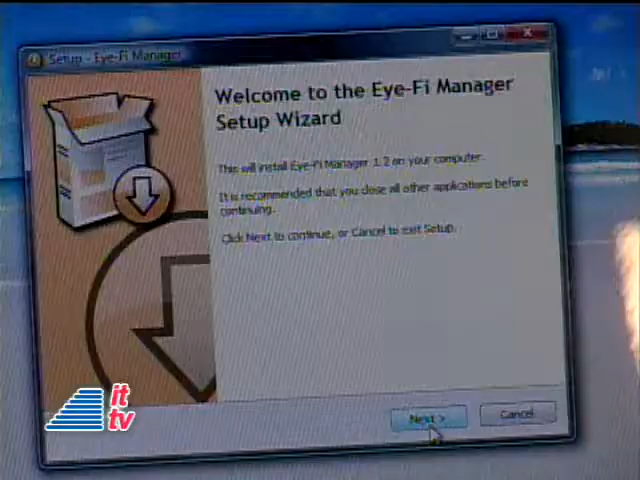 Setup - Eye-Fi Manager
Welcome to the Eye-Fi Manager
Setup Wizard
This will install Eye-Fi Manager 1.2 on your computer.
It is recommended that you close all other applications before
continuing.
Click Next to continue, or Cancel to exit Setup.
it
tv
Next >
Cancel